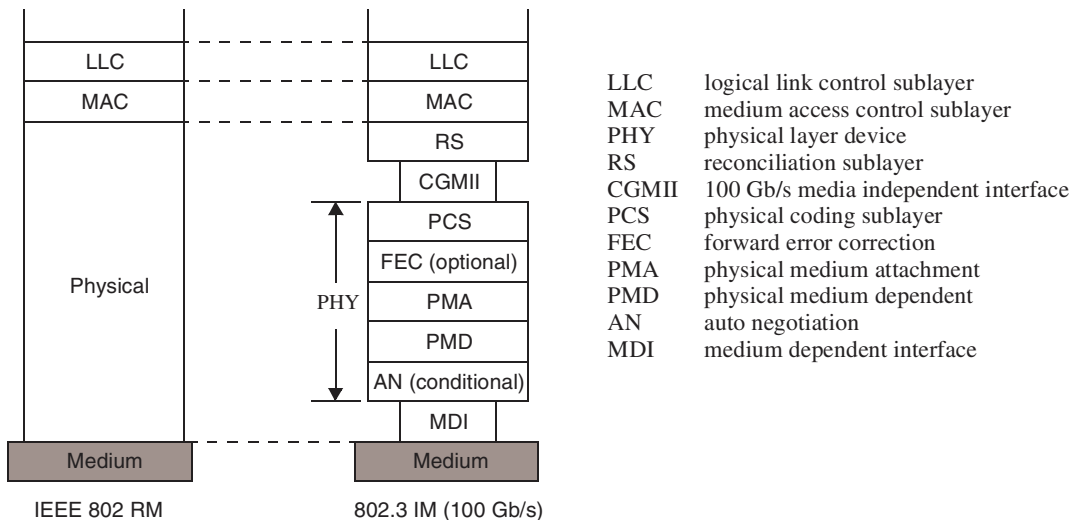 LLC
MAC
Physical
Medium
IEEE 802 RM
LLC
MAC
RS
CGMII
PHY
PCS
FEC (optional)
PMA
PMD
AN (conditional)
MDI
Medium
802.3 IM (100 Gb/s)
LLC logical link control sublayer
MAC medium access control sublayer
PHY physical layer device
RS reconciliation sublayer
CGMII 100 Gb/s media independent interface
PCS physical coding sublayer
FEC forward error correction
PMA physical medium attachment
PMD physical medium dependent
AN auto negotiation
MDI medium dependent interface